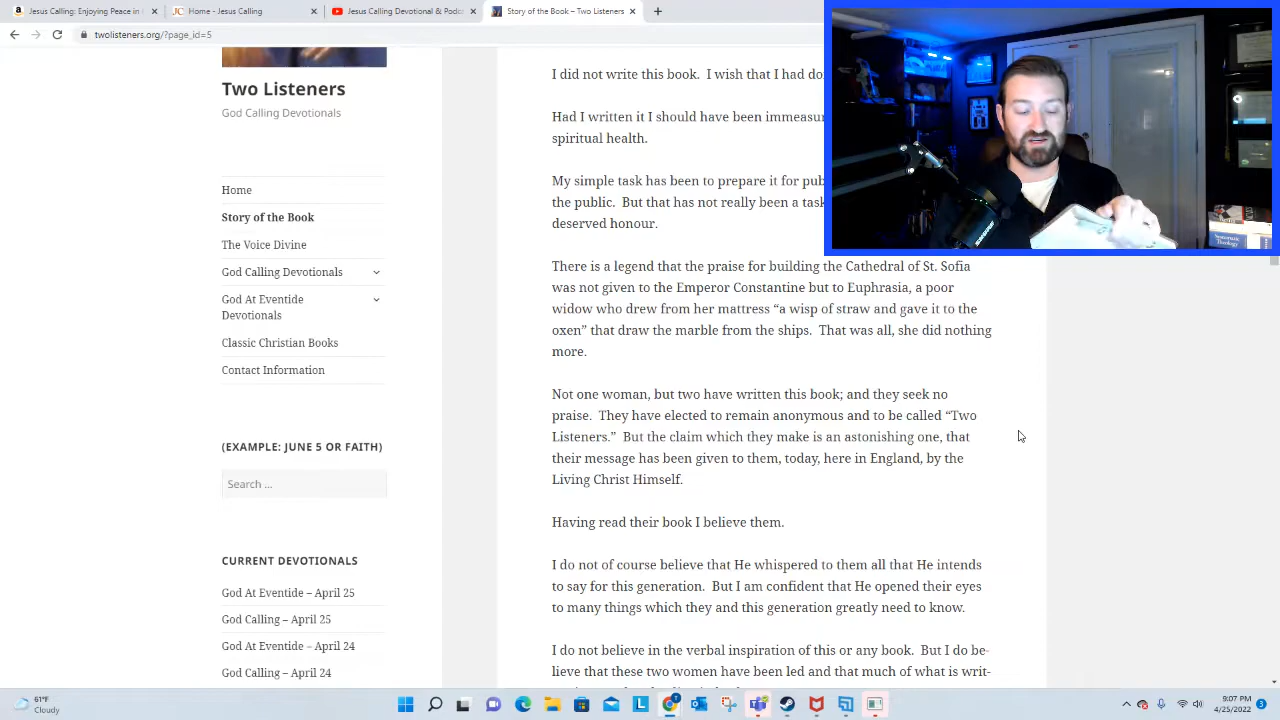 Jesus Calling: Enjoying Peace in
Home - Jesus Calling
Jesus Calling Devotional & Podc
Story of the Book – Two Listeners
twolisteners.org/?page_id=5
Two Listeners
God Calling Devotionals
Home
Story of the Book
The Voice Divine
God Calling Devotionals
God At Eventide
Devotionals
Classic Christian Books
Contact Information
(EXAMPLE: JUNE 5 OR FAITH)
Search …
CURRENT DEVOTIONALS
God At Eventide – April 25
God Calling – April 25
God At Eventide – April 24
God Calling – April 24
I did not write this book. I wish that I had do
Had I written it I should have been immeasur
spiritual health.
My simple task has been to prepare it for pub
the public. But that has not really been a task
deserved honour.
There is a legend that the praise for building the Cathedral of St. Sofia
was not given to the Emperor Constantine but to Euphrasia, a poor
widow who drew from her mattress “a wisp of straw and gave it to the
oxen” that draw the marble from the ships. That was all, she did nothing
more.
Not one woman, but two have written this book; and they seek no
praise. They have elected to remain anonymous and to be called “Two
Listeners.” But the claim which they make is an astonishing one, that
their message has been given to them, today, here in England, by the
Living Christ Himself.
Having read their book I believe them.
I do not of course believe that He whispered to them all that He intends
to say for this generation. But I am confident that He opened their eyes
to many things which they and this generation greatly need to know.
I do not believe in the verbal inspiration of this or any book. But I do be-
lieve that these two women have been led and that much of what is writ-
Systematic
Theology
61°F
Cloudy
9:07 PM
4/25/2022